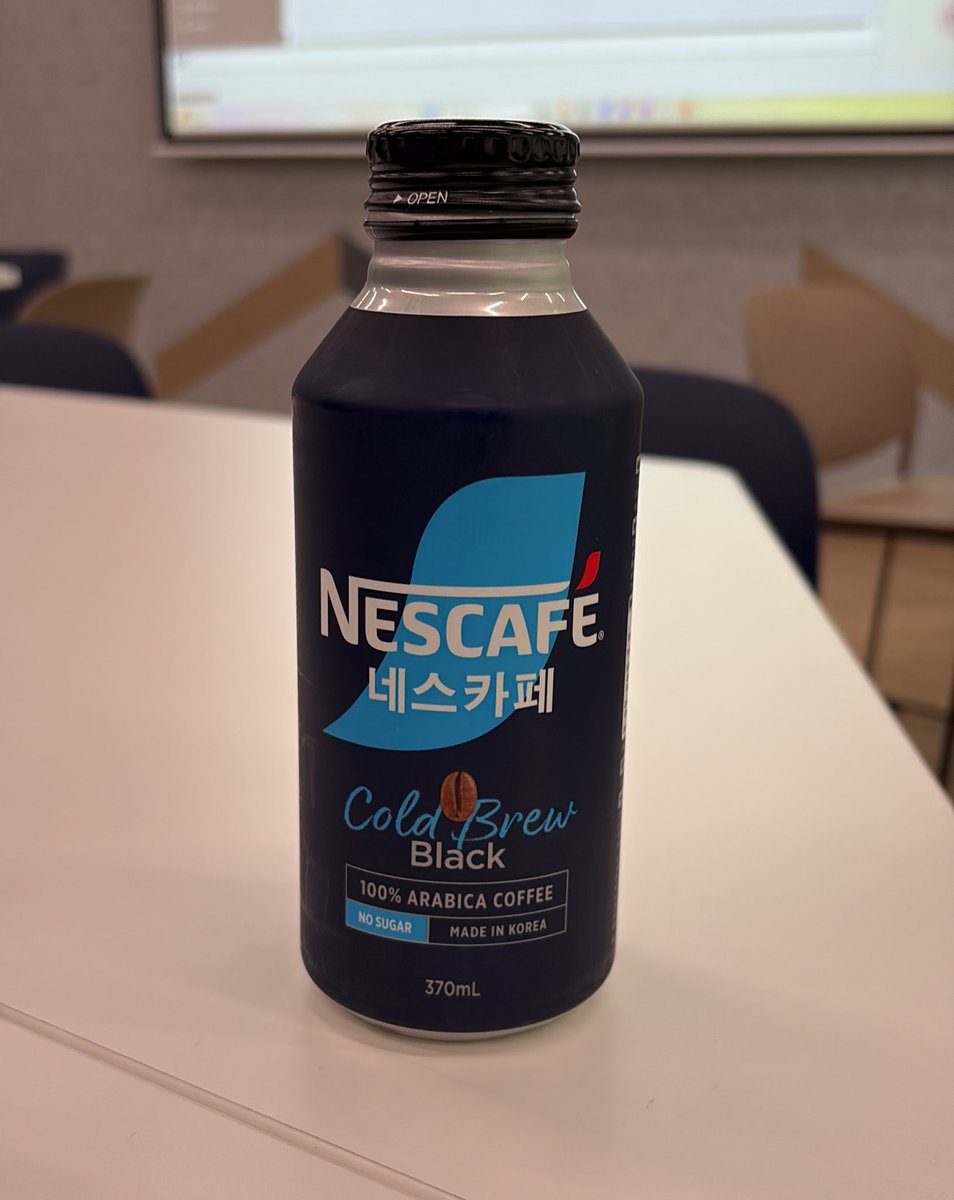 ▸ OPEN
NESCAFÉ®
네스카페
Cold Brew
Black
100% ARABICA COFFEE
NO SUGAR
MADE IN KOREA
370mL